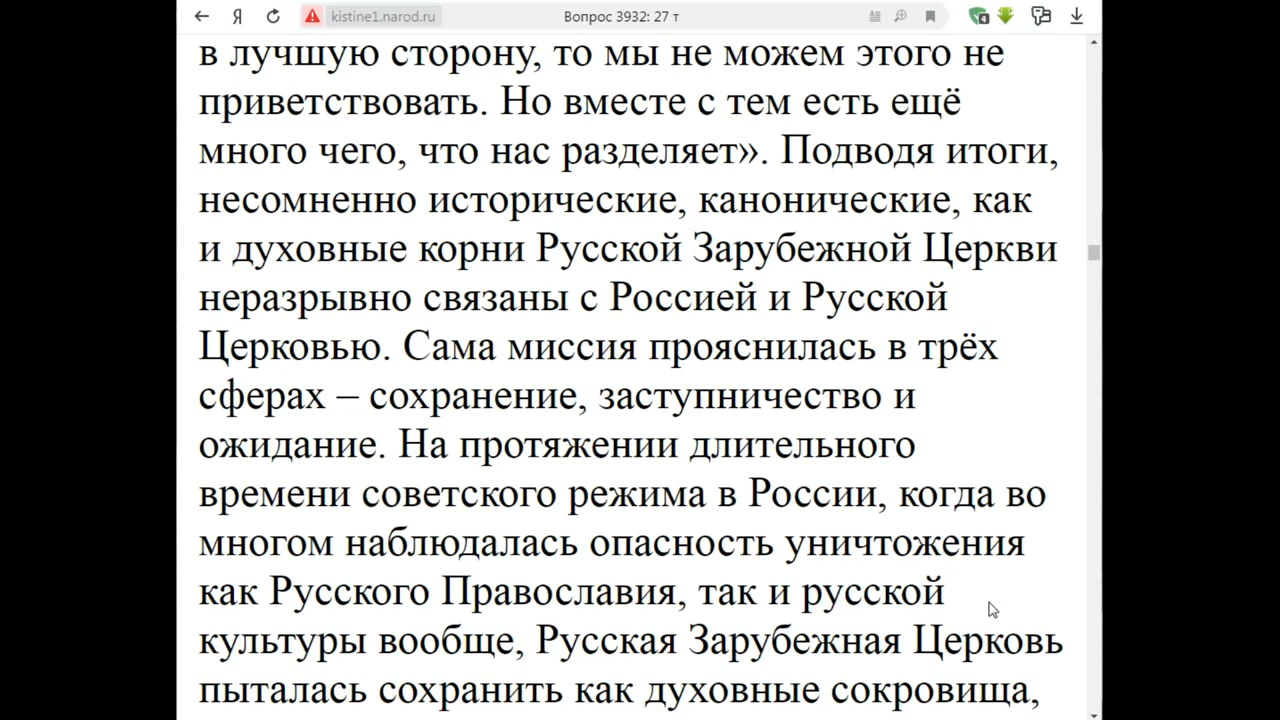 Я kistine1.narod.ru Вопрос 3932: 27 т 4
в лучшую сторону, то мы не можем этого не
приветствовать. Но вместе с тем есть ещё
много чего, что нас разделяет». Подводя итоги,
несомненно исторические, канонические, как
и духовные корни Русской Зарубежной Церкви
неразрывно связаны с Россией и Русской
Церковью. Сама миссия прояснилась в трёх
сферах – сохранение, заступничество и
ожидание. На протяжении длительного
времени советского режима в России, когда во
многом наблюдалась опасность уничтожения
как Русского Православия, так и русской
культуры вообще, Русская Зарубежная Церковь
пыталась сохранить как духовные сокровища,